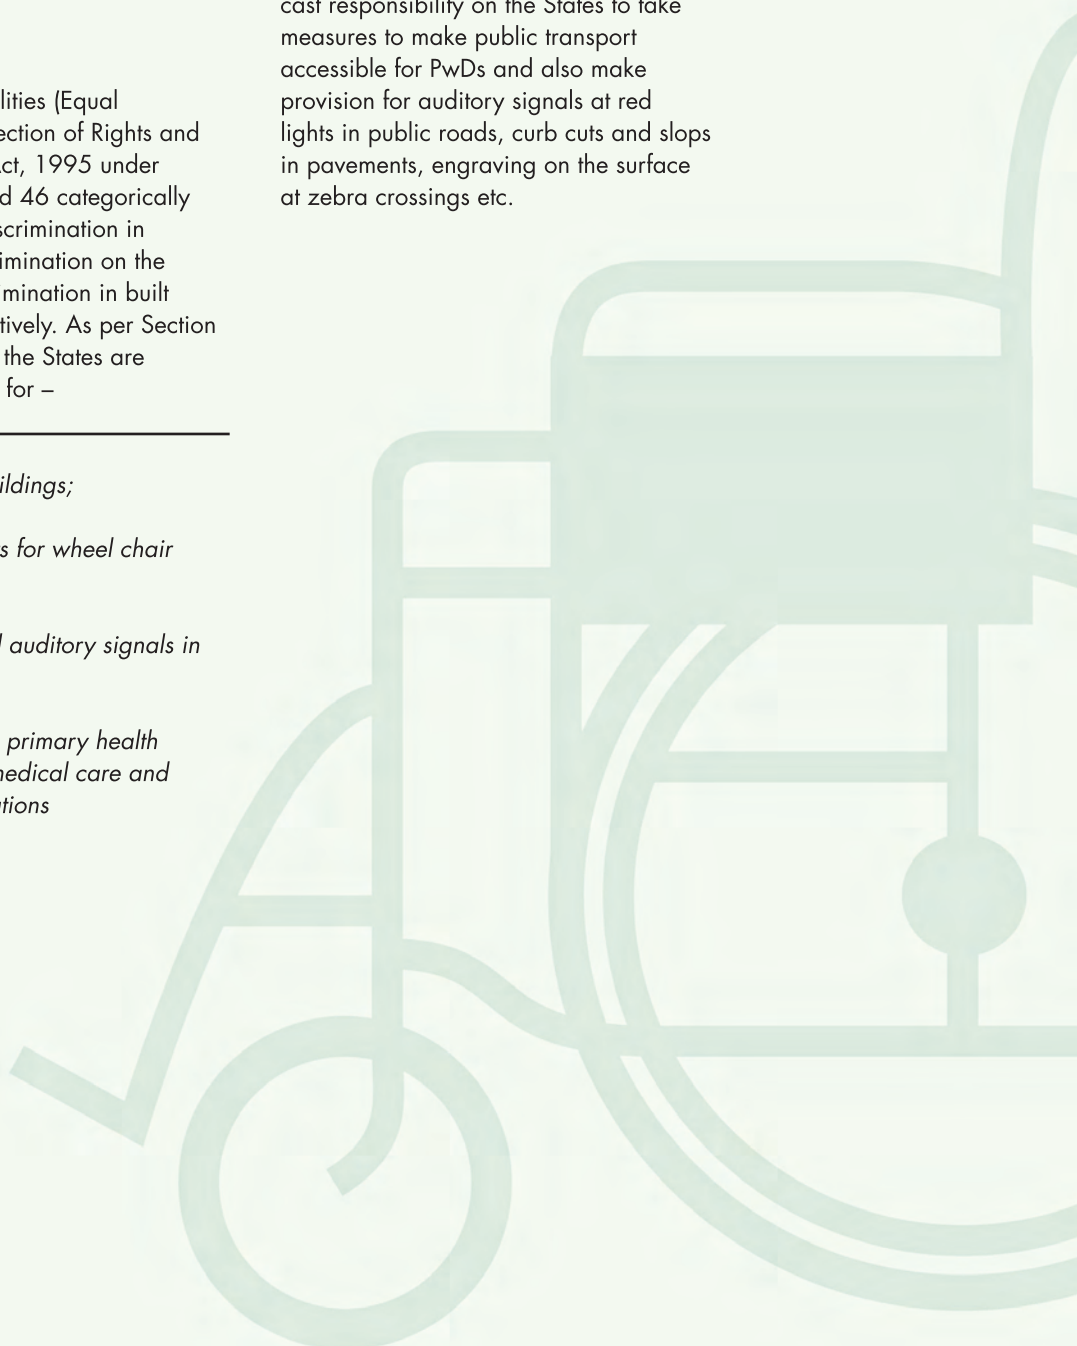 lities (Equal
ection of Rights and
ct, 1995 under
d 46 categorically
scrimination in
imination on the
mination in built
tively. As per Section
the States are
for –
ildings;
s for wheel chair
auditory signals in
primary health
medical care and
tions
cast responsibility on the States to take
measures to make public transport
accessible for PwDs and also make
provision for auditory signals at red
lights in public roads, curb cuts and slops
in pavements, engraving on the surface
at zebra crossings etc.